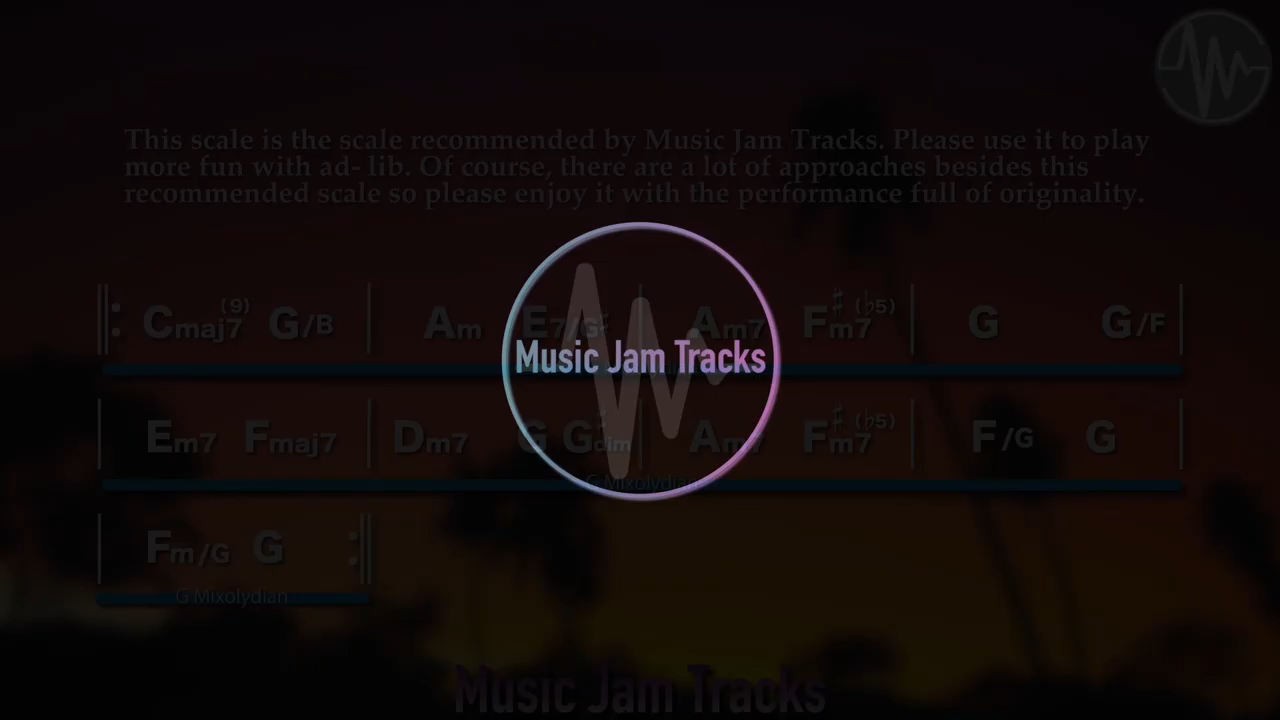 This scale is the scale recommended by Music Jam Tracks. Please use it to play
more fun with ad- lib. Of course, there are a lot of approaches besides this
recommended scale so please enjoy it with the performance full of originality.
Cmaj7(9) G/B Am E7/G♯ Am7 F♯m7(♭5) G G/F
Music Jam Tracks
Em7 Fmaj7 Dm7 G G♯dim Am7 F♯m7(♭5) F/G G
G Mixolydian
Fm/G G
G Mixolydian
Music Jam Tracks